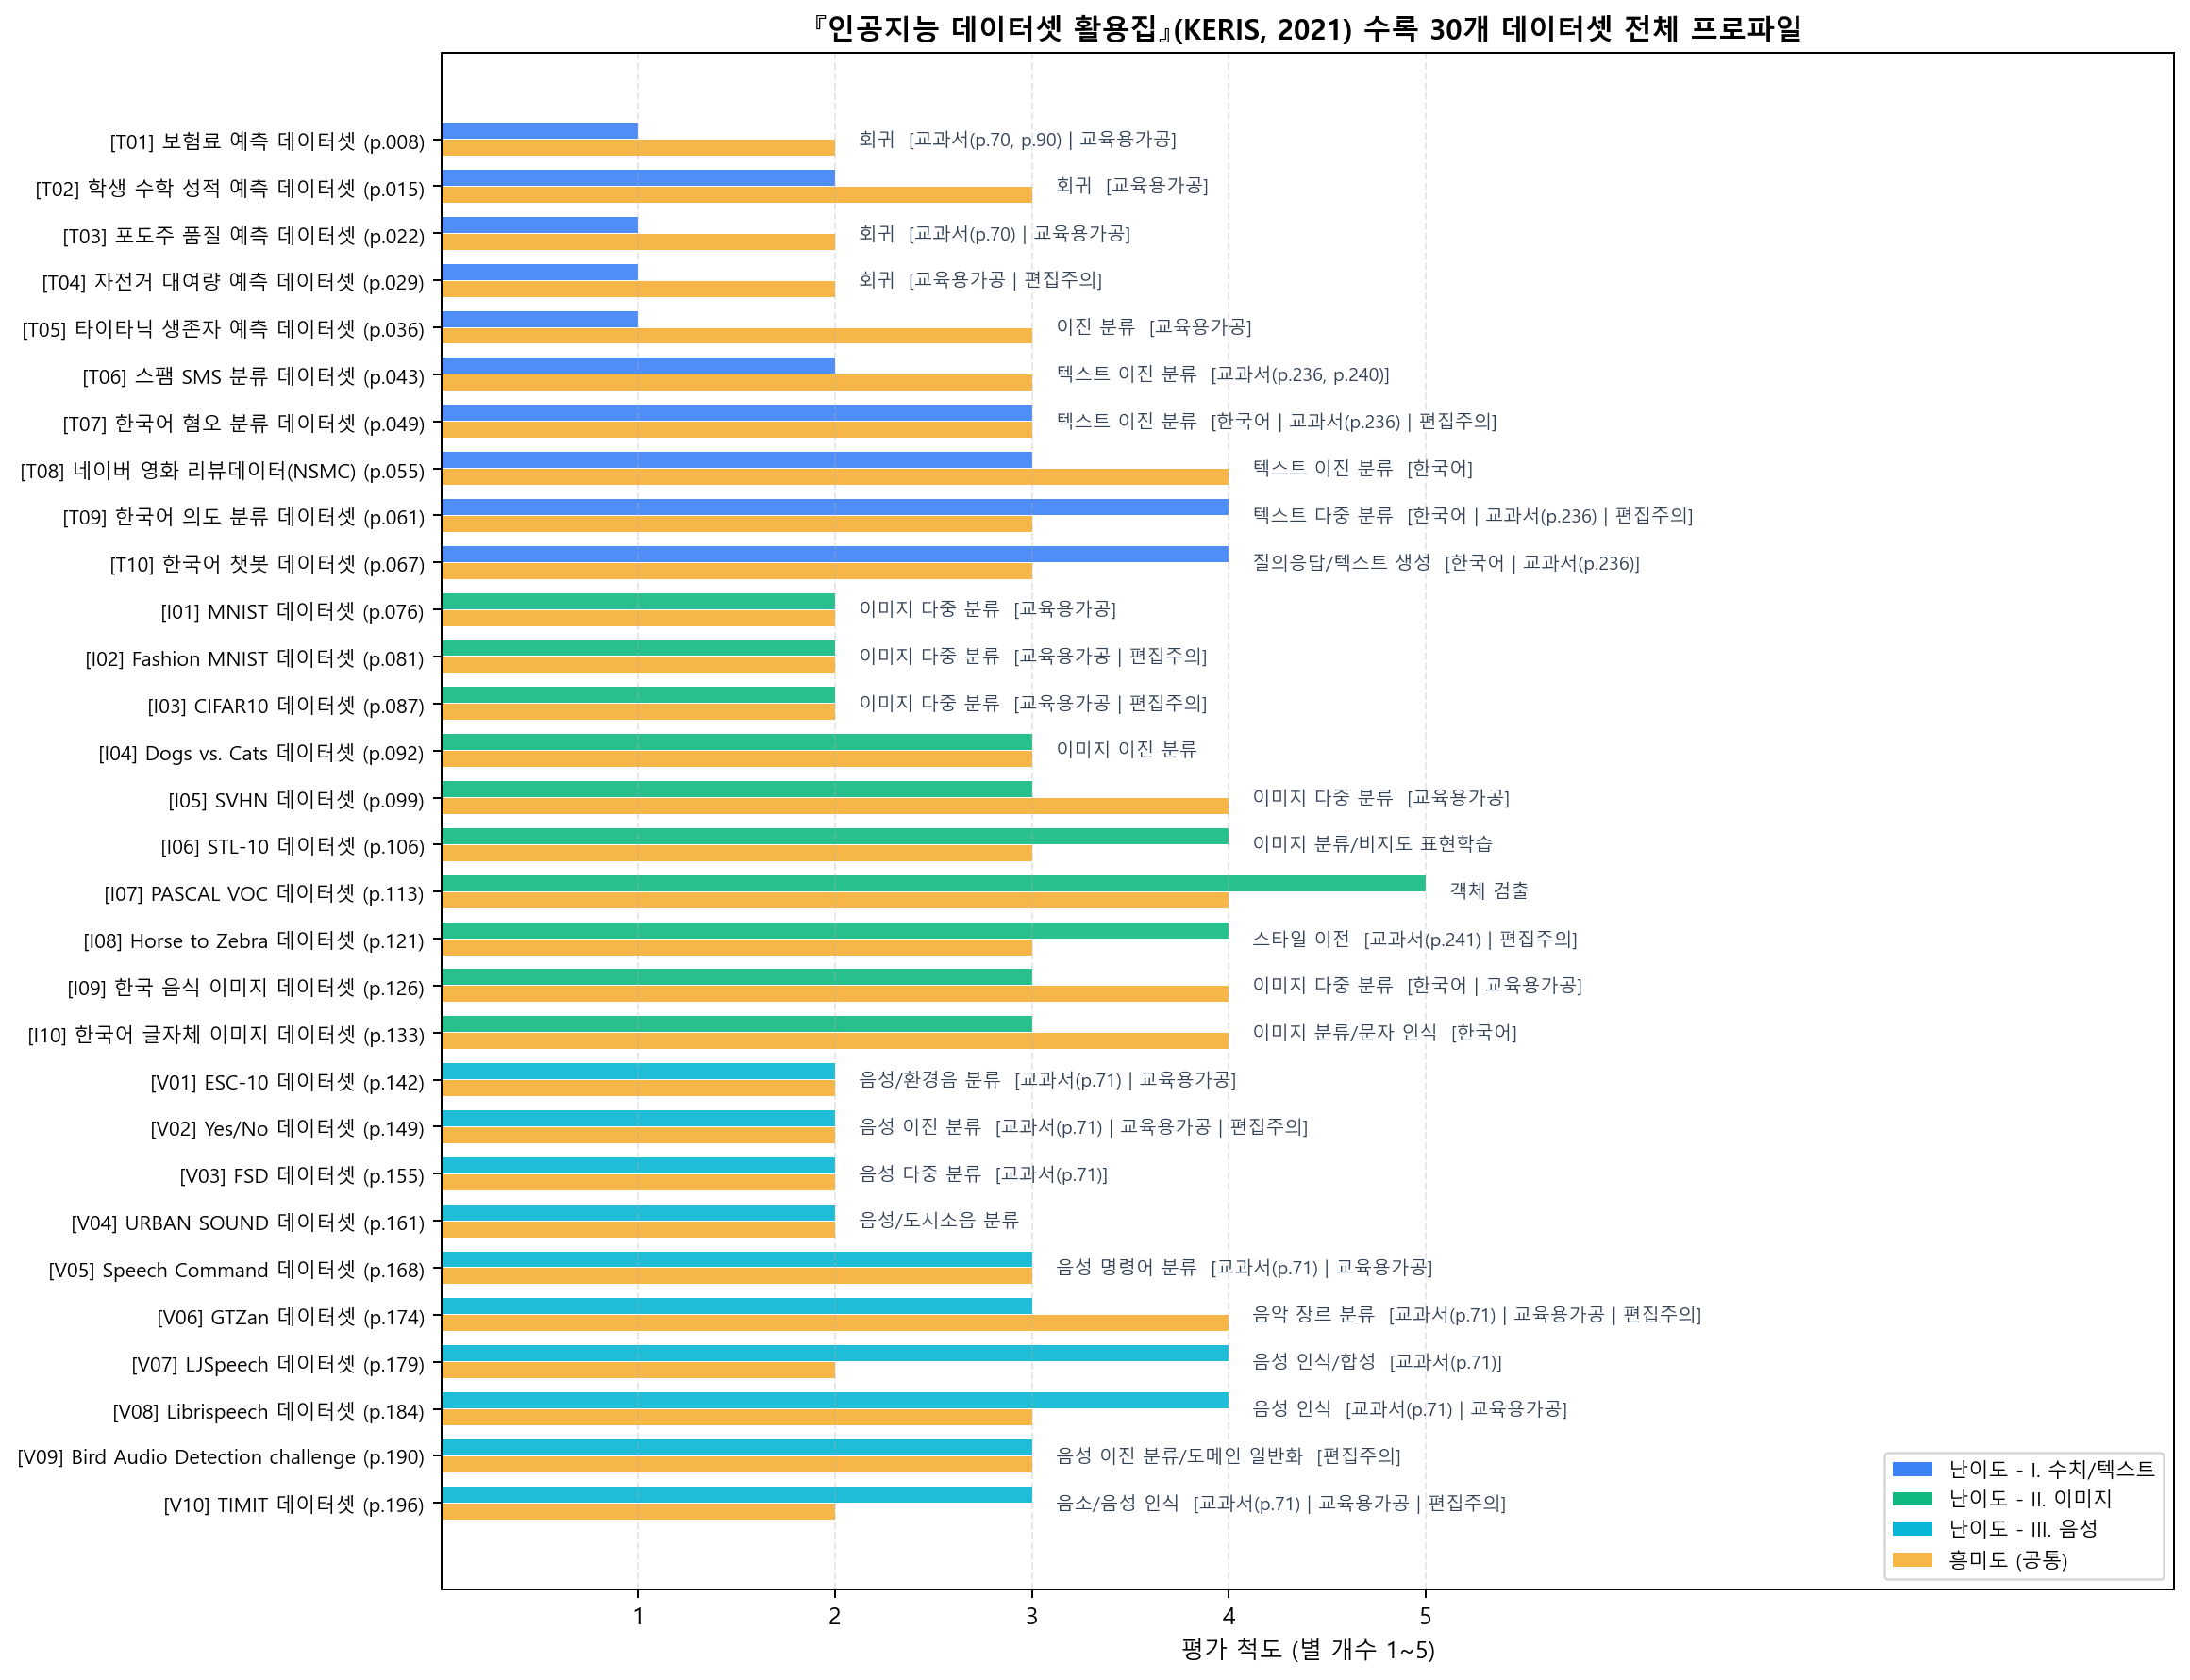 『인공지능 데이터셋 활용집』(KERIS, 2021) 수록 30개 데이터셋 전체 프로파일
[T01] 보험료 예측 데이터셋 (p.008) 회귀 [교과서(p.70, p.90) | 교육용가공]
[T02] 학생 수학 성적 예측 데이터셋 (p.015) 회귀 [교육용가공]
[T03] 포도주 품질 예측 데이터셋 (p.022) 회귀 [교과서(p.70) | 교육용가공]
[T04] 자전거 대여량 예측 데이터셋 (p.029) 회귀 [교육용가공 | 편집주의]
[T05] 타이타닉 생존자 예측 데이터셋 (p.036) 이진 분류 [교육용가공]
[T06] 스팸 SMS 분류 데이터셋 (p.043) 텍스트 이진 분류 [교과서(p.236, p.240)]
[T07] 한국어 혐오 분류 데이터셋 (p.049) 텍스트 이진 분류 [한국어 | 교과서(p.236) | 편집주의]
[T08] 네이버 영화 리뷰데이터(NSMC) (p.055) 텍스트 이진 분류 [한국어]
[T09] 한국어 의도 분류 데이터셋 (p.061) 텍스트 다중 분류 [한국어 | 교과서(p.236) | 편집주의]
[T10] 한국어 챗봇 데이터셋 (p.067) 질의응답/텍스트 생성 [한국어 | 교과서(p.236)]
[I01] MNIST 데이터셋 (p.076) 이미지 다중 분류 [교육용가공]
[I02] Fashion MNIST 데이터셋 (p.081) 이미지 다중 분류 [교육용가공 | 편집주의]
[I03] CIFAR10 데이터셋 (p.087) 이미지 다중 분류 [교육용가공 | 편집주의]
[I04] Dogs vs. Cats 데이터셋 (p.092) 이미지 이진 분류
[I05] SVHN 데이터셋 (p.099) 이미지 다중 분류 [교육용가공]
[I06] STL-10 데이터셋 (p.106) 이미지 분류/비지도 표현학습
[I07] PASCAL VOC 데이터셋 (p.113) 객체 검출
[I08] Horse to Zebra 데이터셋 (p.121) 스타일 이전 [교과서(p.241) | 편집주의]
[I09] 한국 음식 이미지 데이터셋 (p.126) 이미지 다중 분류 [한국어 | 교육용가공]
[I10] 한국어 글자체 이미지 데이터셋 (p.133) 이미지 분류/문자 인식 [한국어]
[V01] ESC-10 데이터셋 (p.142) 음성/환경음 분류 [교과서(p.71) | 교육용가공]
[V02] Yes/No 데이터셋 (p.149) 음성 이진 분류 [교과서(p.71) | 교육용가공 | 편집주의]
[V03] FSD 데이터셋 (p.155) 음성 다중 분류 [교과서(p.71)]
[V04] URBAN SOUND 데이터셋 (p.161) 음성/도시소음 분류
[V05] Speech Command 데이터셋 (p.168) 음성 명령어 분류 [교과서(p.71) | 교육용가공]
[V06] GTZan 데이터셋 (p.174) 음악 장르 분류 [교과서(p.71) | 교육용가공 | 편집주의]
[V07] LJSpeech 데이터셋 (p.179) 음성 인식/합성 [교과서(p.71)]
[V08] Librispeech 데이터셋 (p.184) 음성 인식 [교과서(p.71) | 교육용가공]
[V09] Bird Audio Detection challenge (p.190) 음성 이진 분류/도메인 일반화 [편집주의]
[V10] TIMIT 데이터셋 (p.196) 음소/음성 인식 [교과서(p.71) | 교육용가공 | 편집주의]
난이도 - I. 수치/텍스트
난이도 - II. 이미지
난이도 - III. 음성
흥미도 (공통)
1 2 3 4 5
평가 척도 (별 개수 1~5)